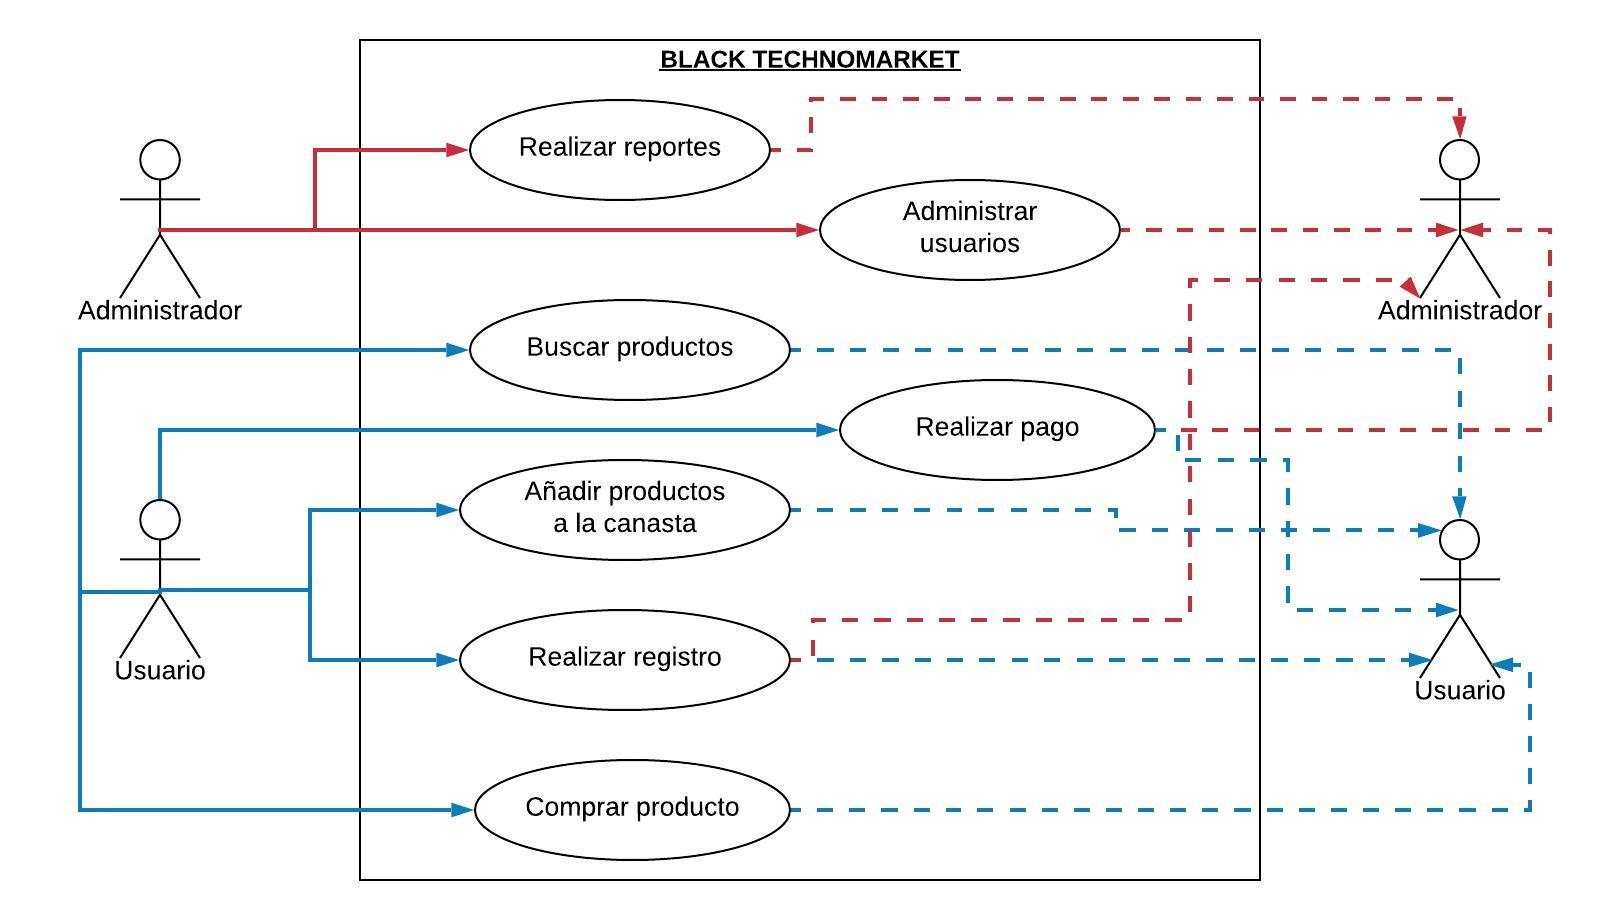 BLACK TECHNOMARKET
Realizar reportes
Administrar
usuarios
Administrador
Administrador
Buscar productos
Realizar pago
Añadir productos
a la canasta
Usuario
Realizar registro
Usuario
Comprar producto